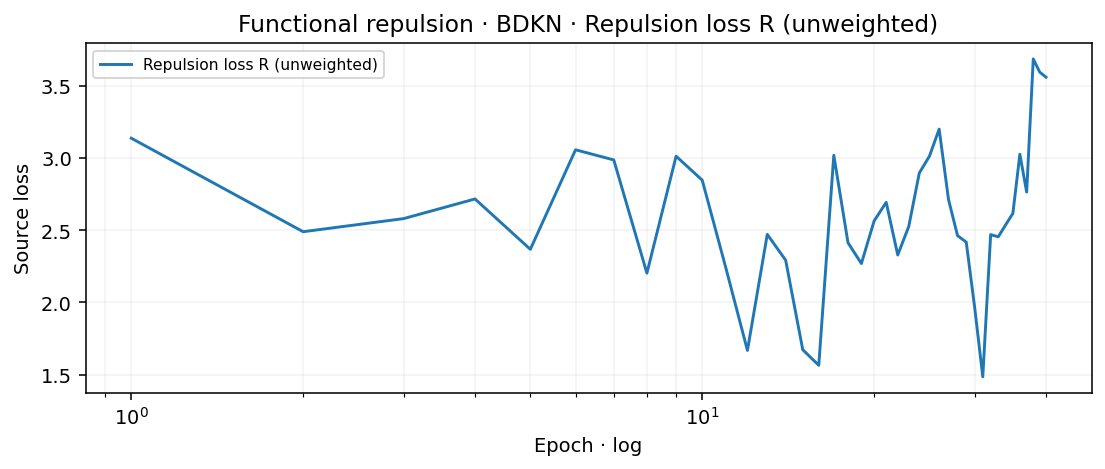 Functional repulsion · BDKN · Repulsion loss R (unweighted)
Repulsion loss R (unweighted)
Source loss
3.5
3.0
2.5
2.0
1.5
10⁰
10¹
Epoch · log